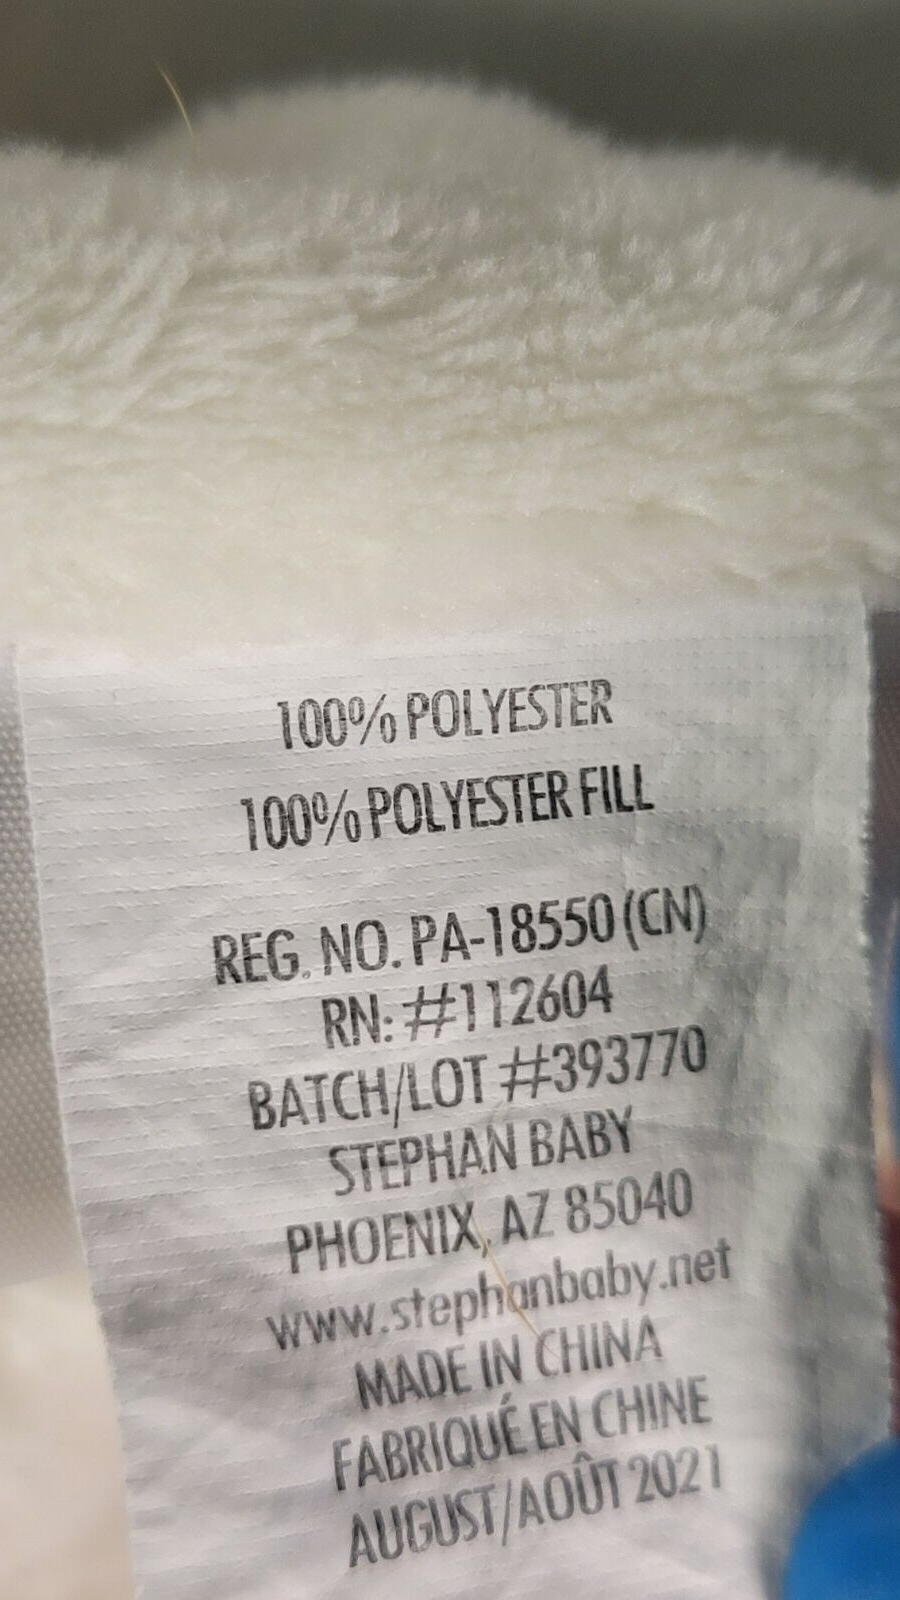 100% POLYESTER
100% POLYESTER FILL
REG. NO. PA-18550 (CN)
RN: #112604
BATCH/LOT #393770
STEPHAN BABY
PHOENIX, AZ 85040
www.stephanbaby.net
MADE IN CHINA
FABRIQUÉ EN CHINE
AUGUST/AOÛT 2021